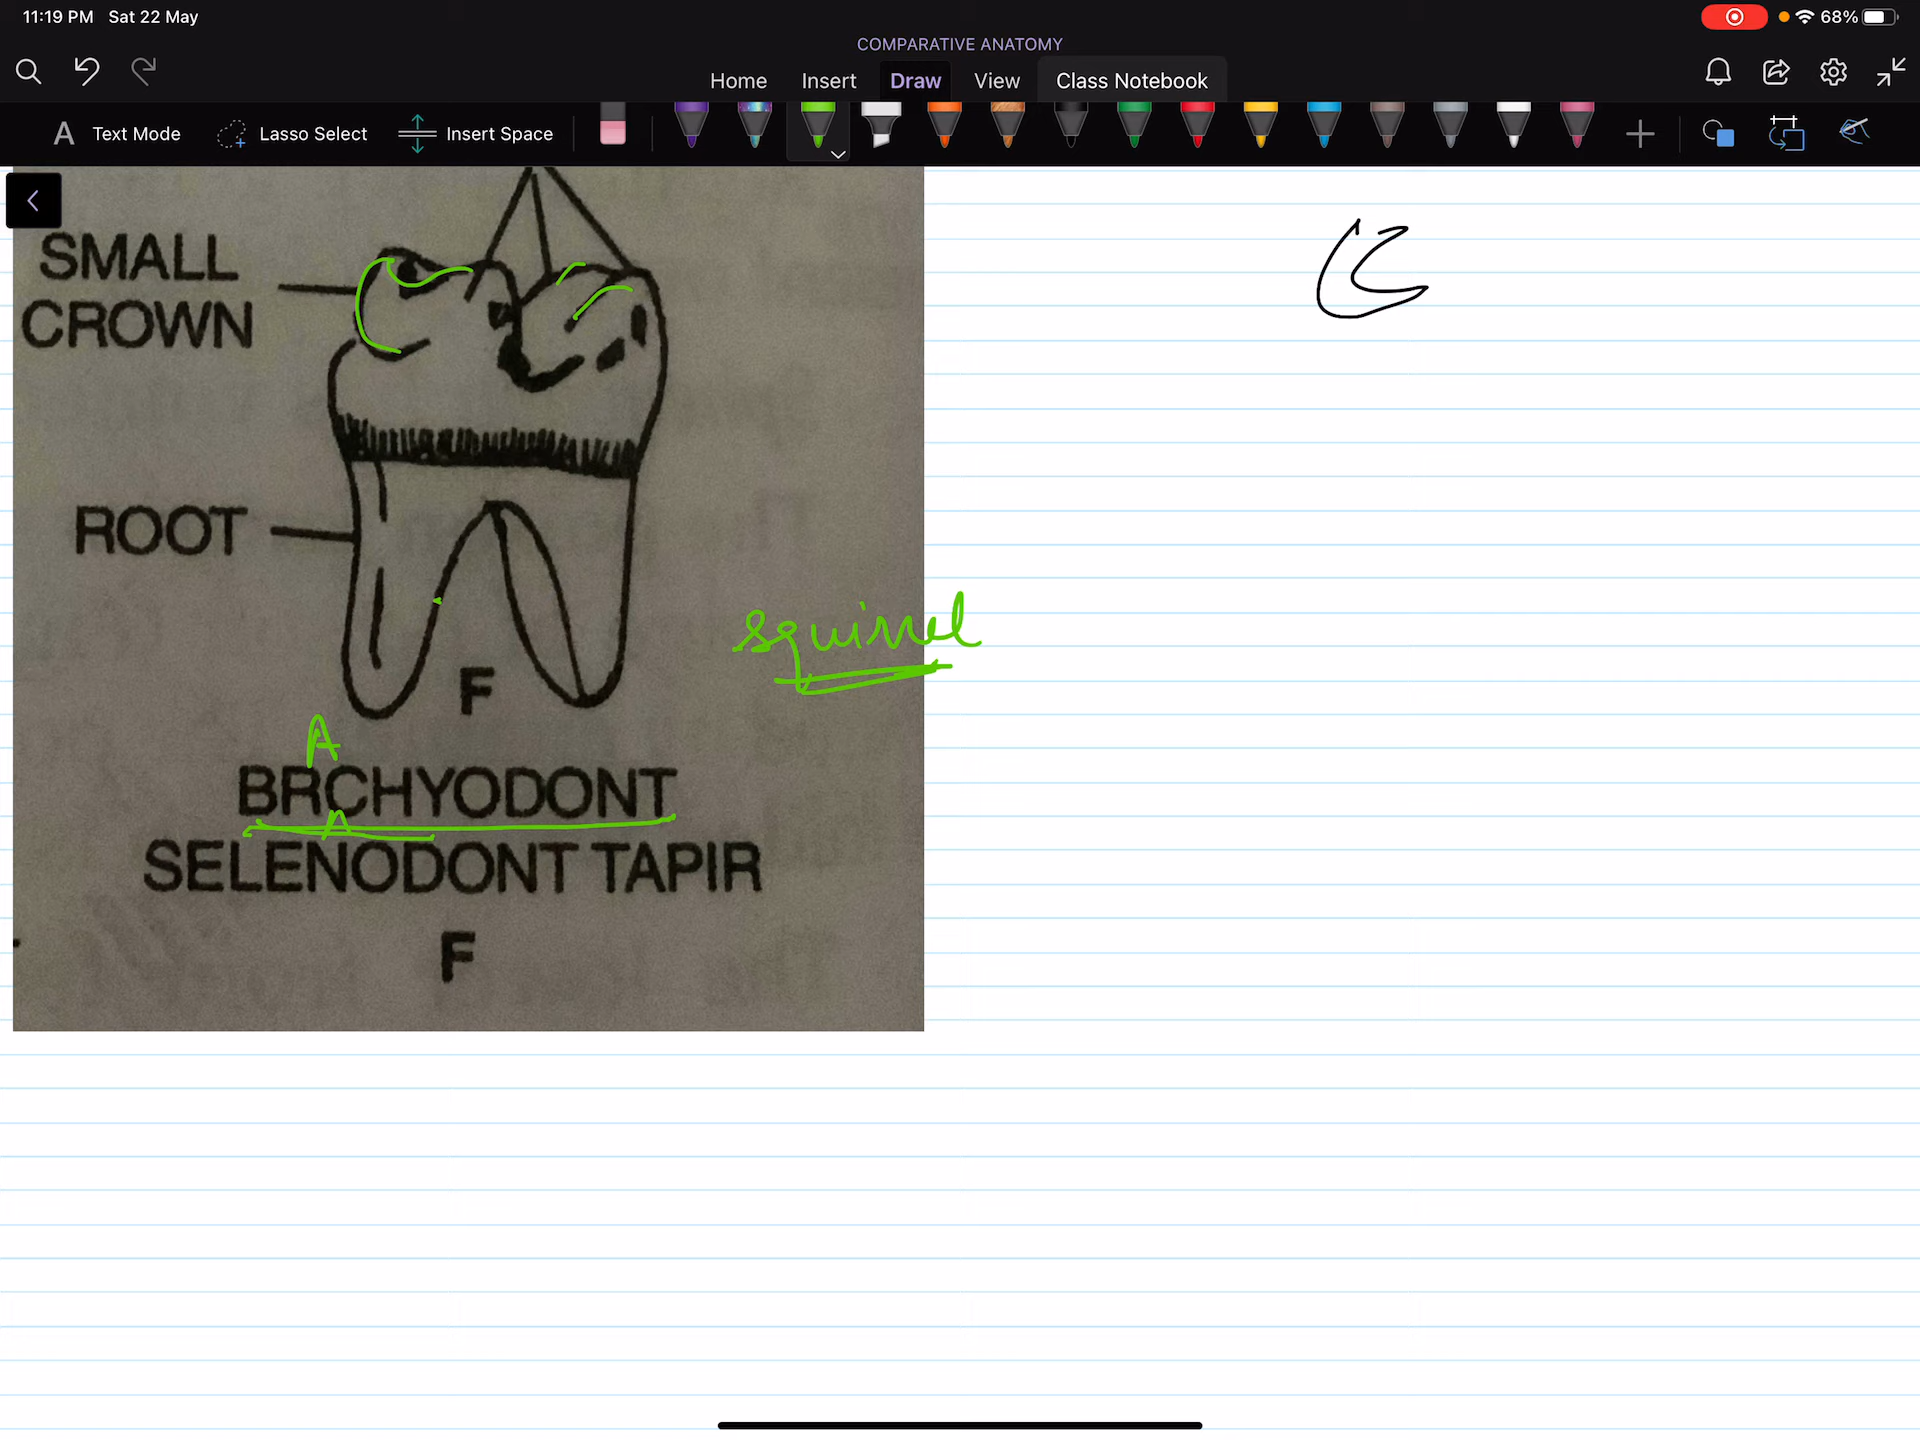 11:19 PM Sat 22 May
68%
COMPARATIVE ANATOMY
Home Insert Draw View Class Notebook
A Text Mode Lasso Select Insert Space
SMALL
CROWN
ROOT
squirrel
F
A
BRCHYODONT
SELENODONT TAPIR
F